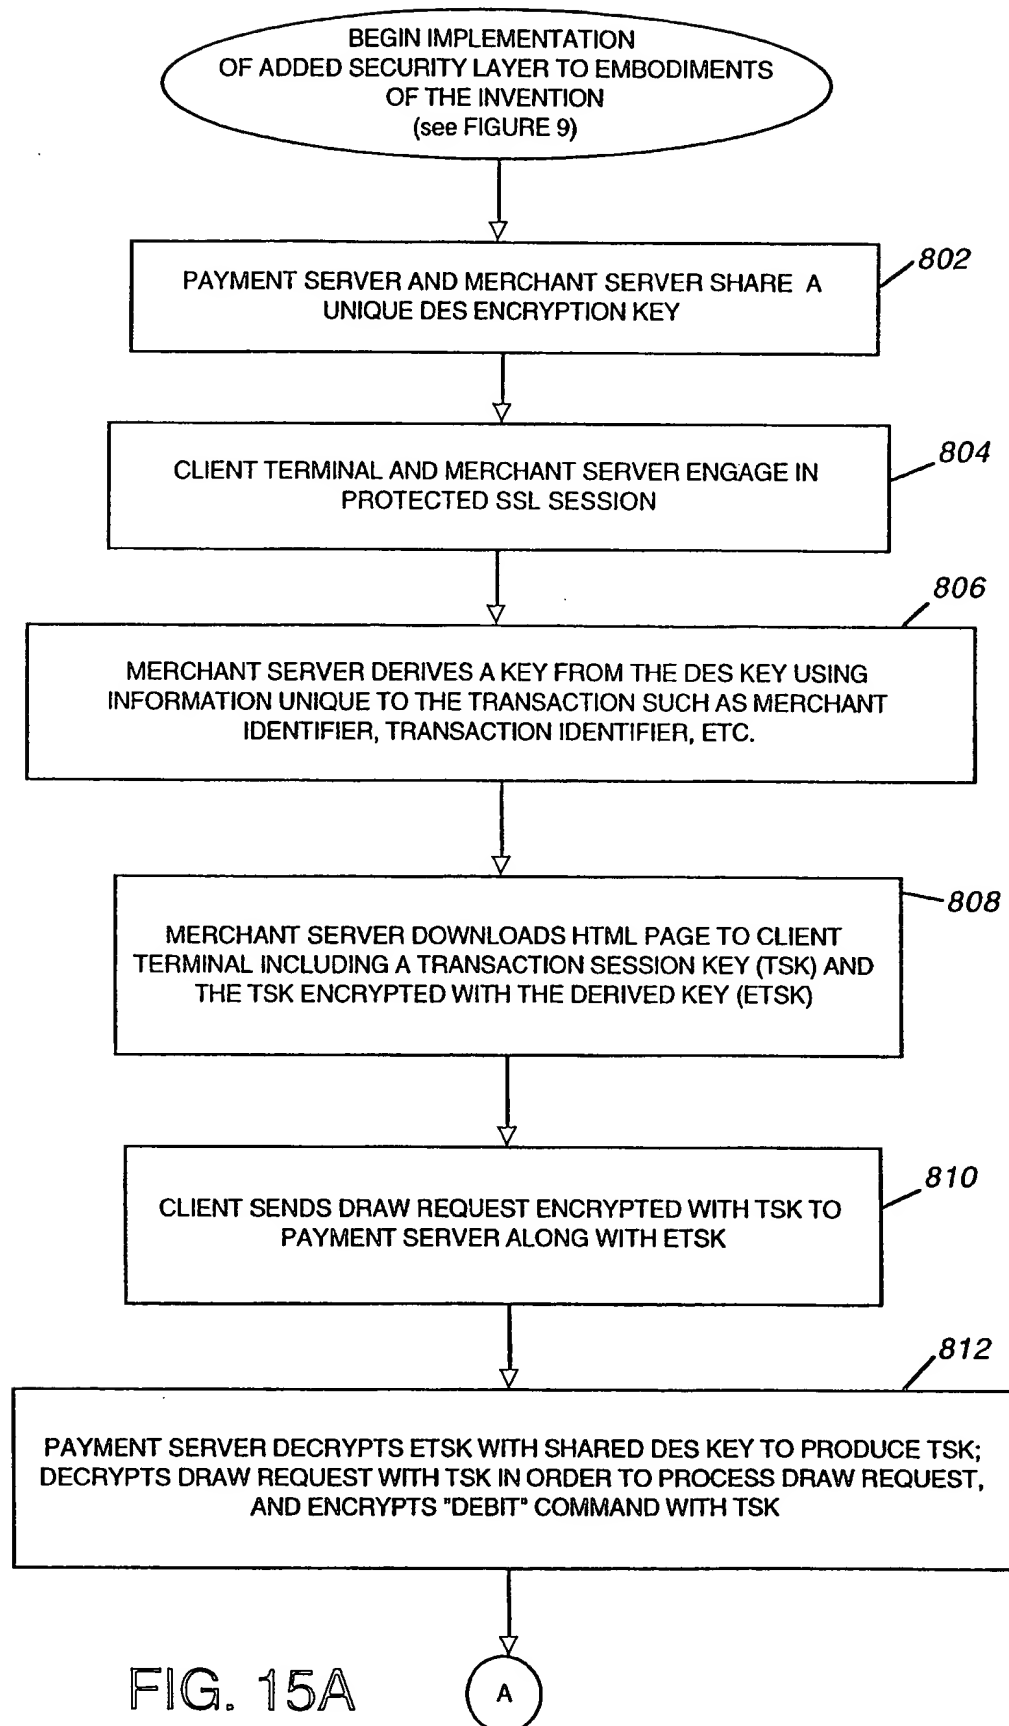 BEGIN IMPLEMENTATION
OF ADDED SECURITY LAYER TO EMBODIMENTS
OF THE INVENTION
(see FIGURE 9)
802
PAYMENT SERVER AND MERCHANT SERVER SHARE A
UNIQUE DES ENCRYPTION KEY
804
CLIENT TERMINAL AND MERCHANT SERVER ENGAGE IN
PROTECTED SSL SESSION
806
MERCHANT SERVER DERIVES A KEY FROM THE DES KEY USING
INFORMATION UNIQUE TO THE TRANSACTION SUCH AS MERCHANT
IDENTIFIER, TRANSACTION IDENTIFIER, ETC.
808
MERCHANT SERVER DOWNLOADS HTML PAGE TO CLIENT
TERMINAL INCLUDING A TRANSACTION SESSION KEY (TSK) AND
THE TSK ENCRYPTED WITH THE DERIVED KEY (ETSK)
810
CLIENT SENDS DRAW REQUEST ENCRYPTED WITH TSK TO
PAYMENT SERVER ALONG WITH ETSK
812
PAYMENT SERVER DECRYPTS ETSK WITH SHARED DES KEY TO PRODUCE TSK;
DECRYPTS DRAW REQUEST WITH TSK IN ORDER TO PROCESS DRAW REQUEST,
AND ENCRYPTS "DEBIT" COMMAND WITH TSK
FIG. 15A
A